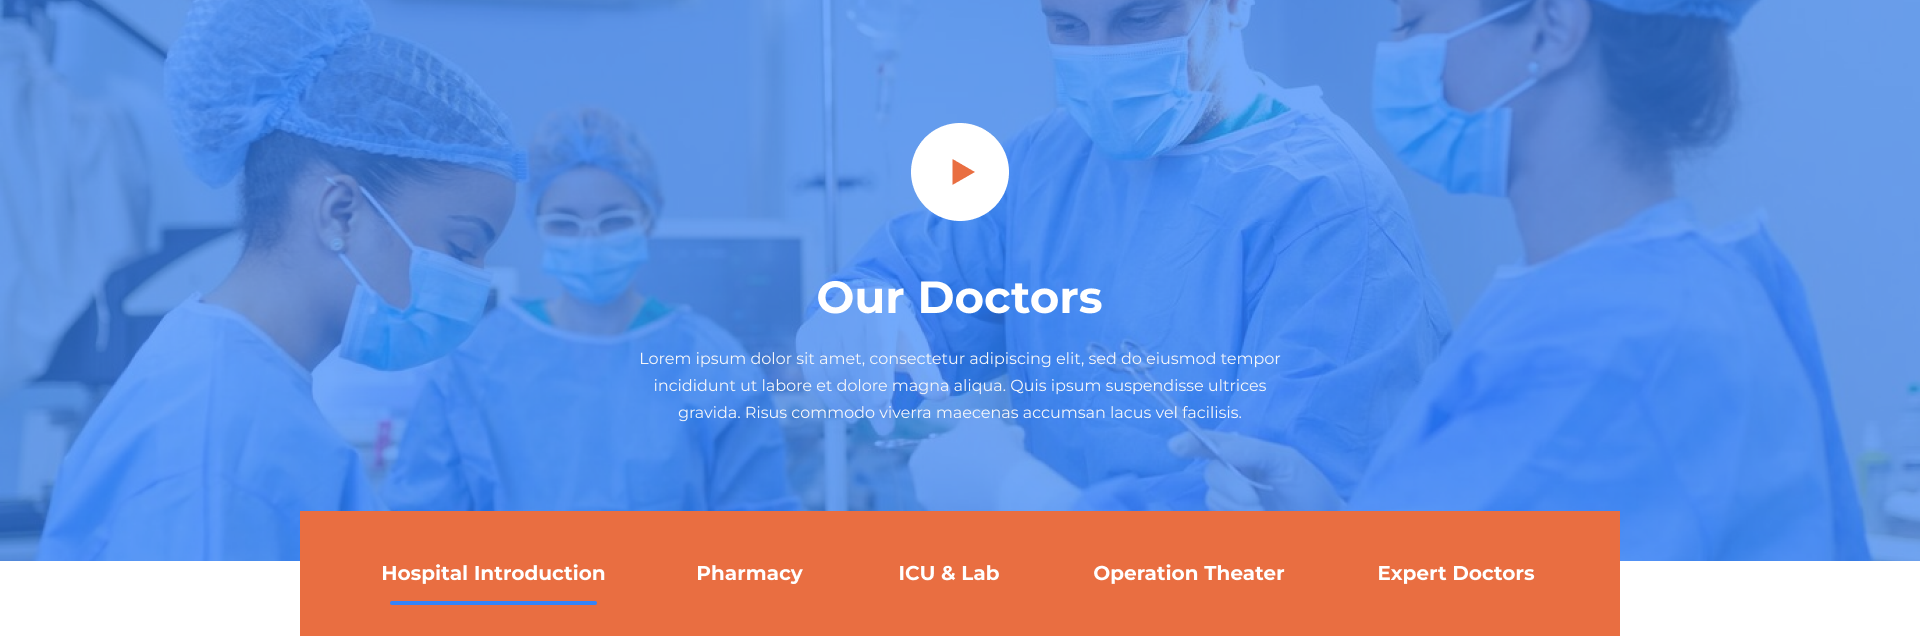 Our Doctors
Lorem ipsum dolor sit amet, consectetur adipiscing elit, sed do eiusmod tempor
incididunt ut labore et dolore magna aliqua. Quis ipsum suspendisse ultrices
gravida. Risus commodo viverra maecenas accumsan lacus vel facilisis.
Hospital Introduction
Pharmacy
ICU & Lab
Operation Theater
Expert Doctors